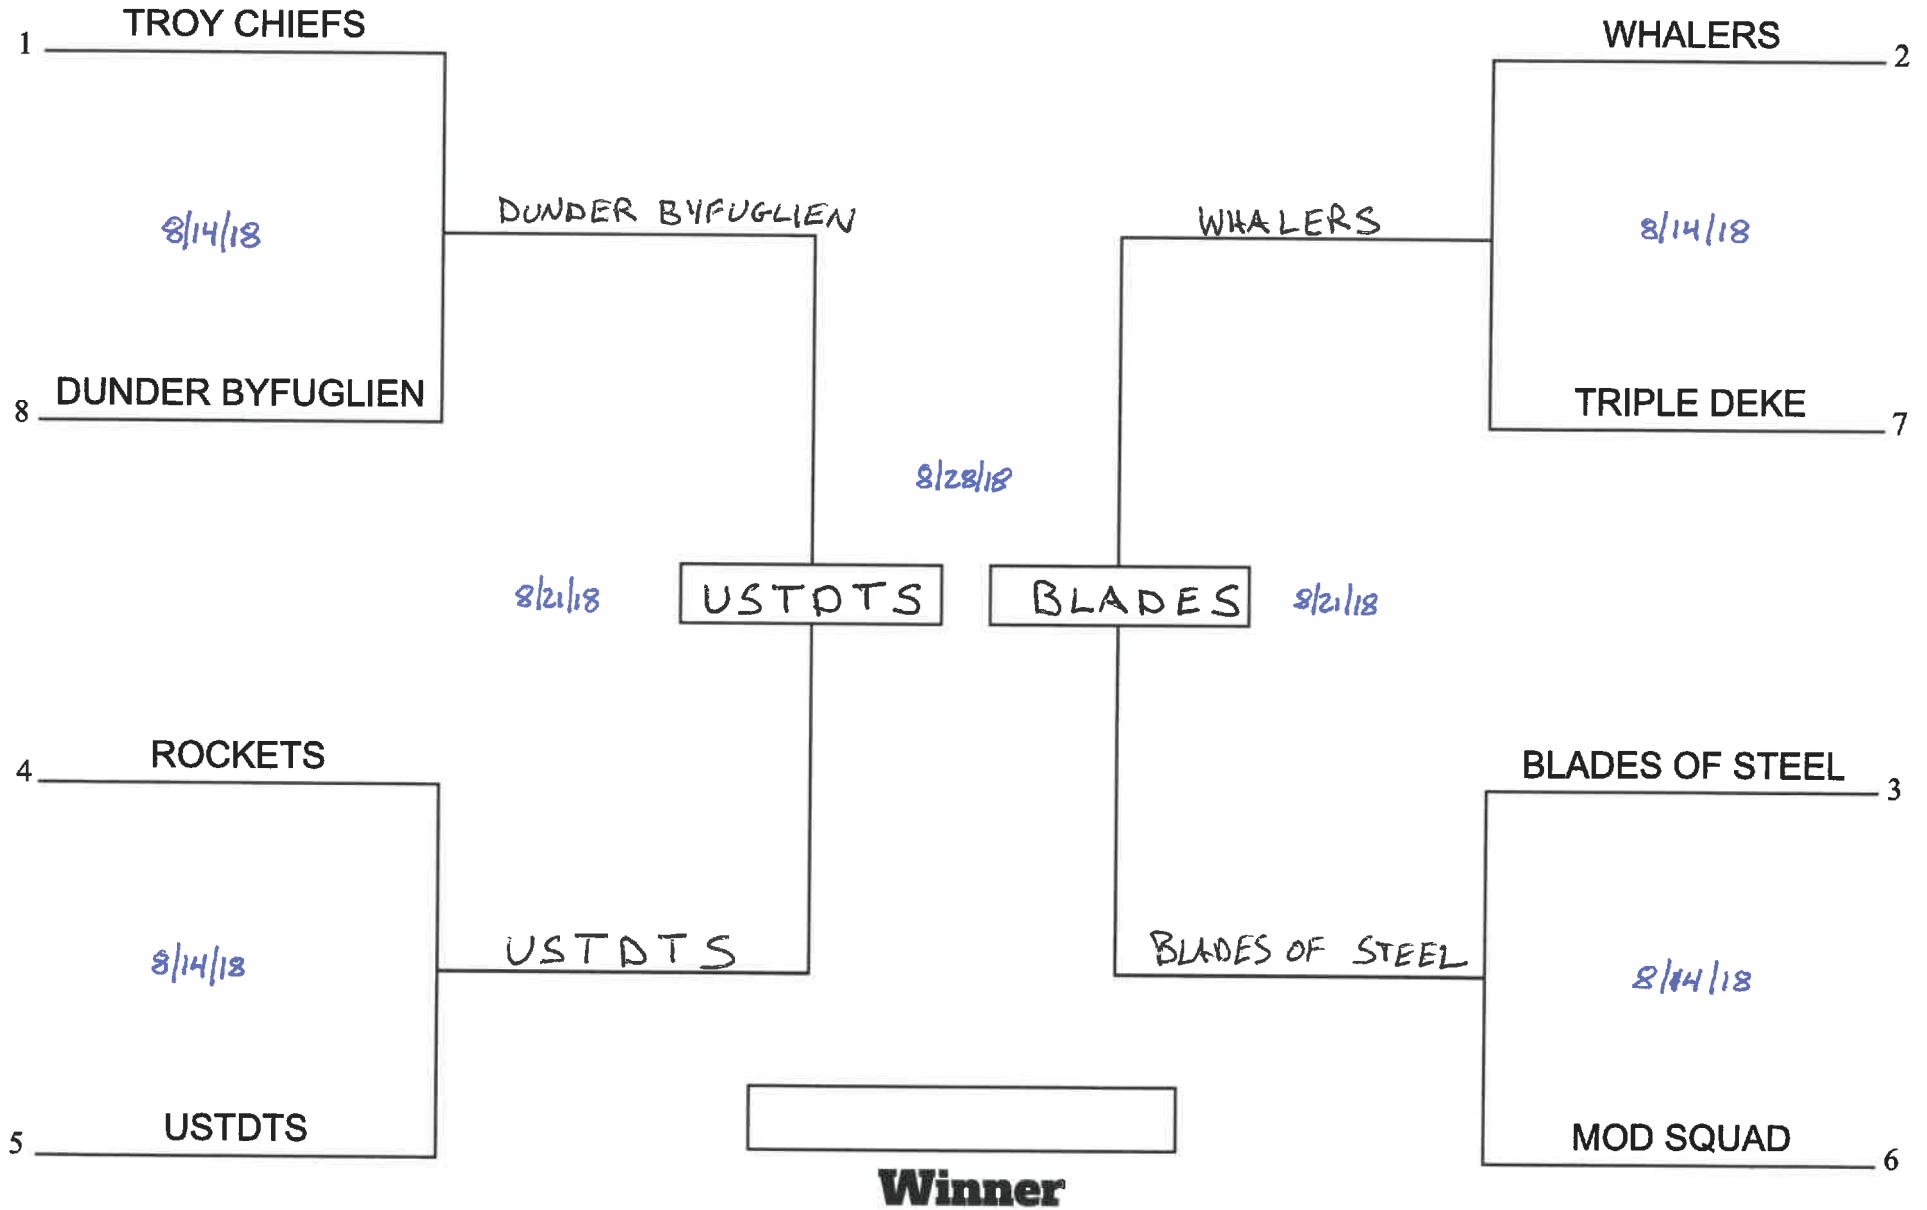 TROY CHIEFS
1
WHALERS
2
DUNDER BYFUGLIEN
WHALERS
8/14/18
8/14/18
DUNDER BYFUGLIEN
8
TRIPLE DEKE
7
8/28/18
8/21/18
USTDTS
BLADES
8/21/18
ROCKETS
4
BLADES OF STEEL
3
USTDTS
BLADES OF STEEL
8/14/18
8/14/18
USTDTS
5
MOD SQUAD
6
Winner